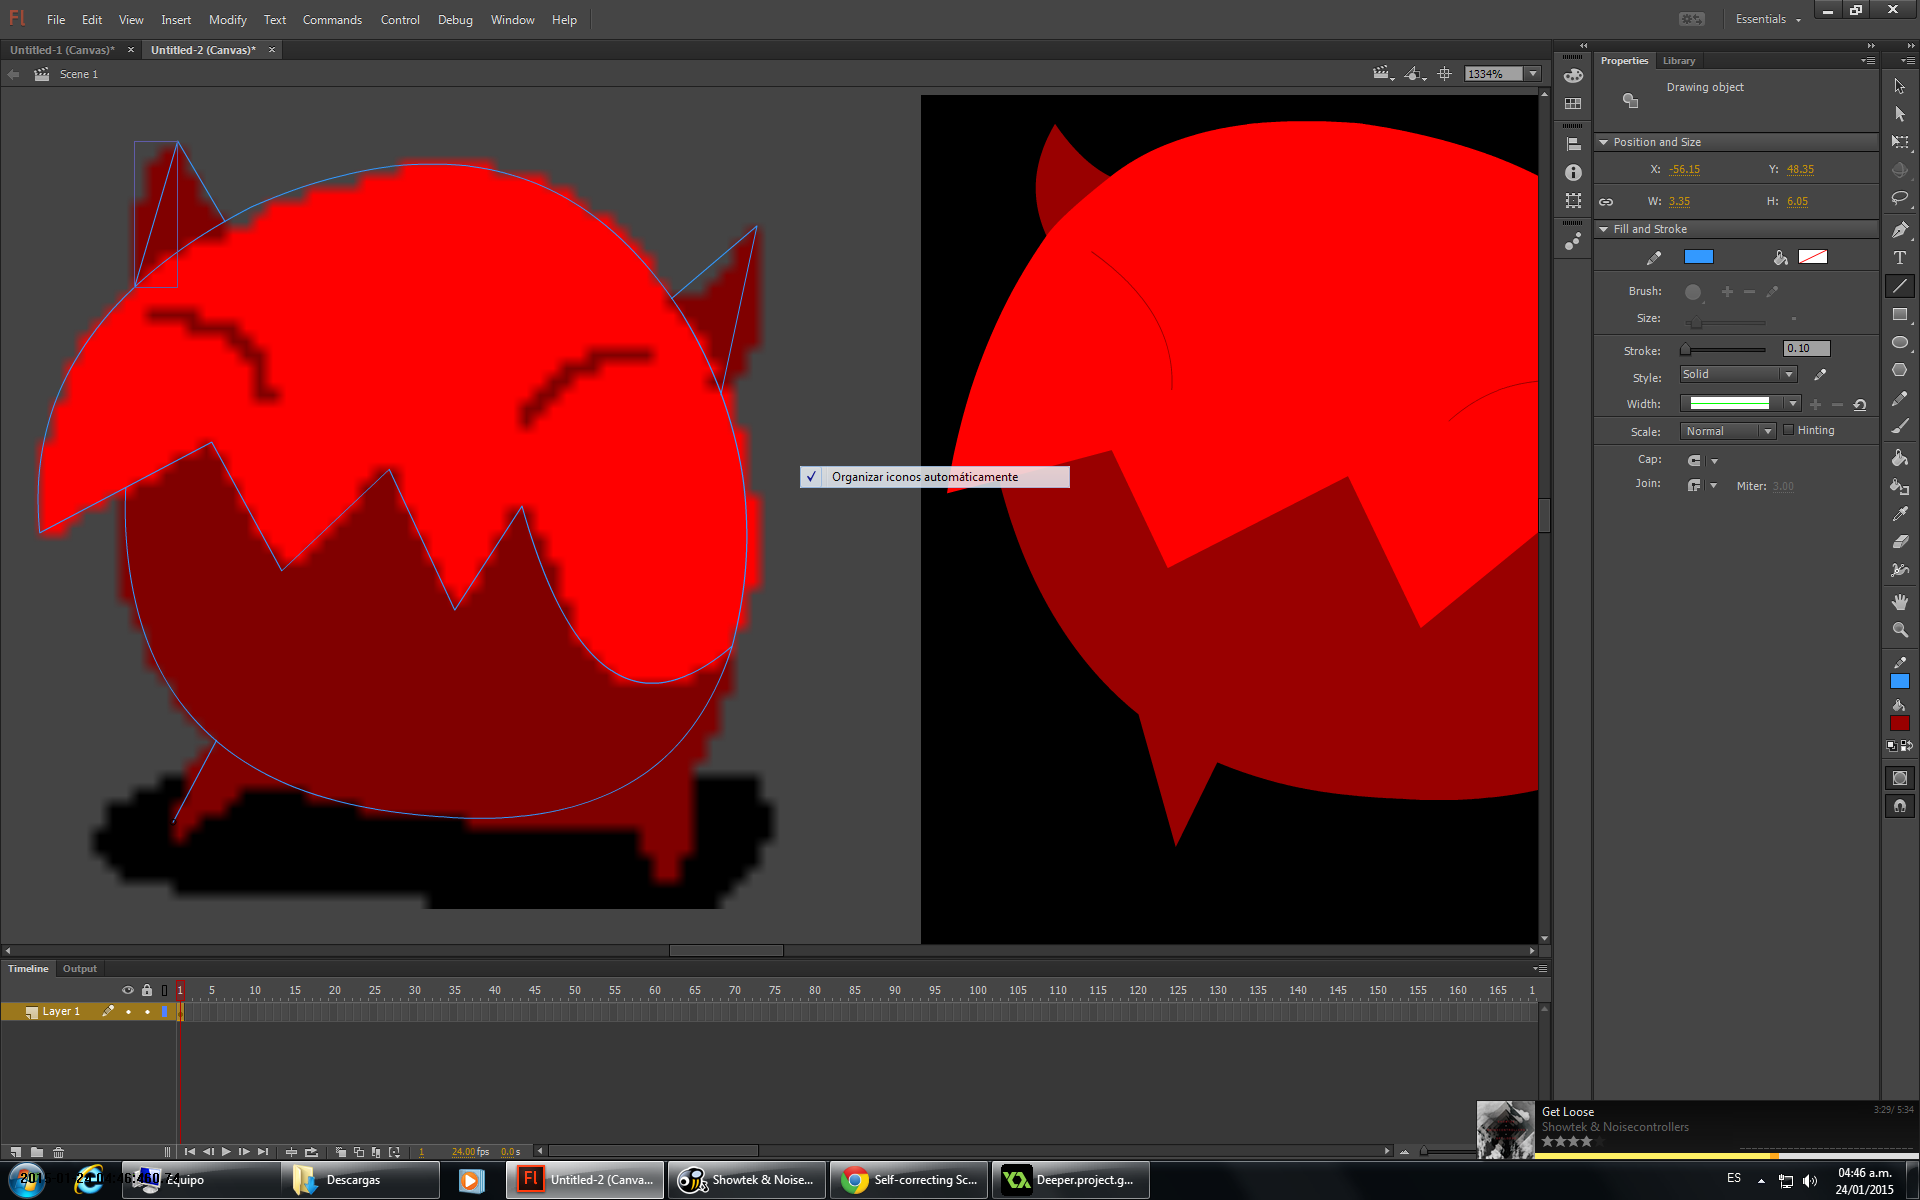 Fl File Edit View Insert Modify Text Commands Control Debug Window Help Essentials
Untitled-1 (Canvas)* × Untitled-2 (Canvas)* ×
Scene 1 1334%
Properties Library
Drawing object
Position and Size
X: -56.15 Y: 48.35
W: 3.35 H: 6.05
Fill and Stroke
Brush:
Size:
Stroke: 0.10
Style: Solid
Width:
Scale: Normal Hinting
Cap:
Join: Miter: 3.00
✓ Organizar iconos automáticamente
Timeline Output
1 5 10 15 20 25 30 35 40 45 50 55 60 65 70 75 80 85 90 95 100 105 110 115 120 125 130 135 140 145 150 155 160 165 1
Layer 1
1 24.00 fps 0.0 s
Get Loose 3:29/ 5:34
Showtek & Noisecontrollers
Equipo Descargas Fl Untitled-2 (Canva... Showtek & Noise... Self-correcting Sc... Deeper.project.g... ES 04:46 a.m.
24/01/2015